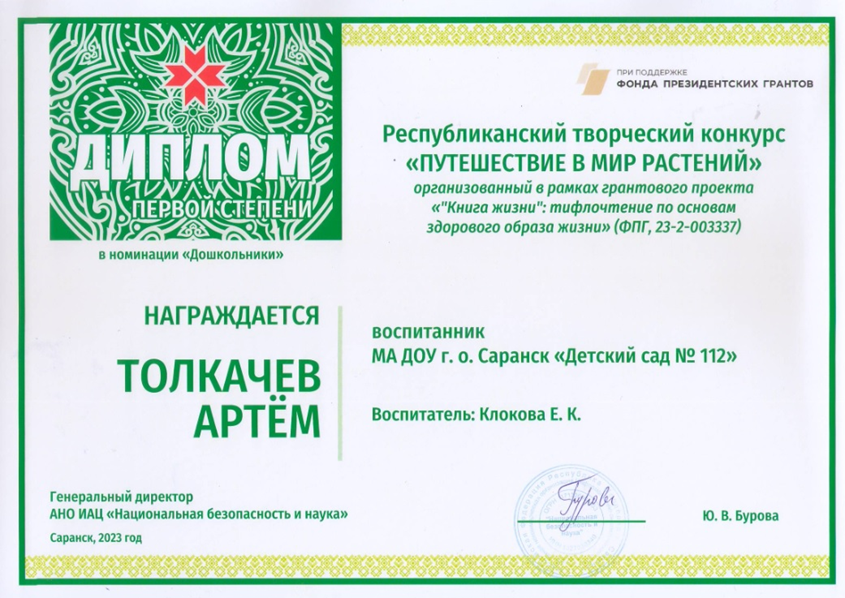 ДИПЛОМ
ПЕРВОЙ СТЕПЕНИ
в номинации «Дошкольники»
ПРИ ПОДДЕРЖКЕ
ФОНДА ПРЕЗИДЕНТСКИХ ГРАНТОВ
Республиканский творческий конкурс
«ПУТЕШЕСТВИЕ В МИР РАСТЕНИЙ»
организованный в рамках грантового проекта
«"Книга жизни": тифлочтение по основам
здорового образа жизни» (ФПГ, 23-2-003337)
НАГРАЖДАЕТСЯ
ТОЛКАЧЕВ
АРТЁМ
воспитанник
МА ДОУ г. о. Саранск «Детский сад № 112»
Воспитатель: Клокова Е. К.
Генеральный директор
АНО ИАЦ «Национальная безопасность и наука»
Саранск, 2023 год
Ю. В. Бурова